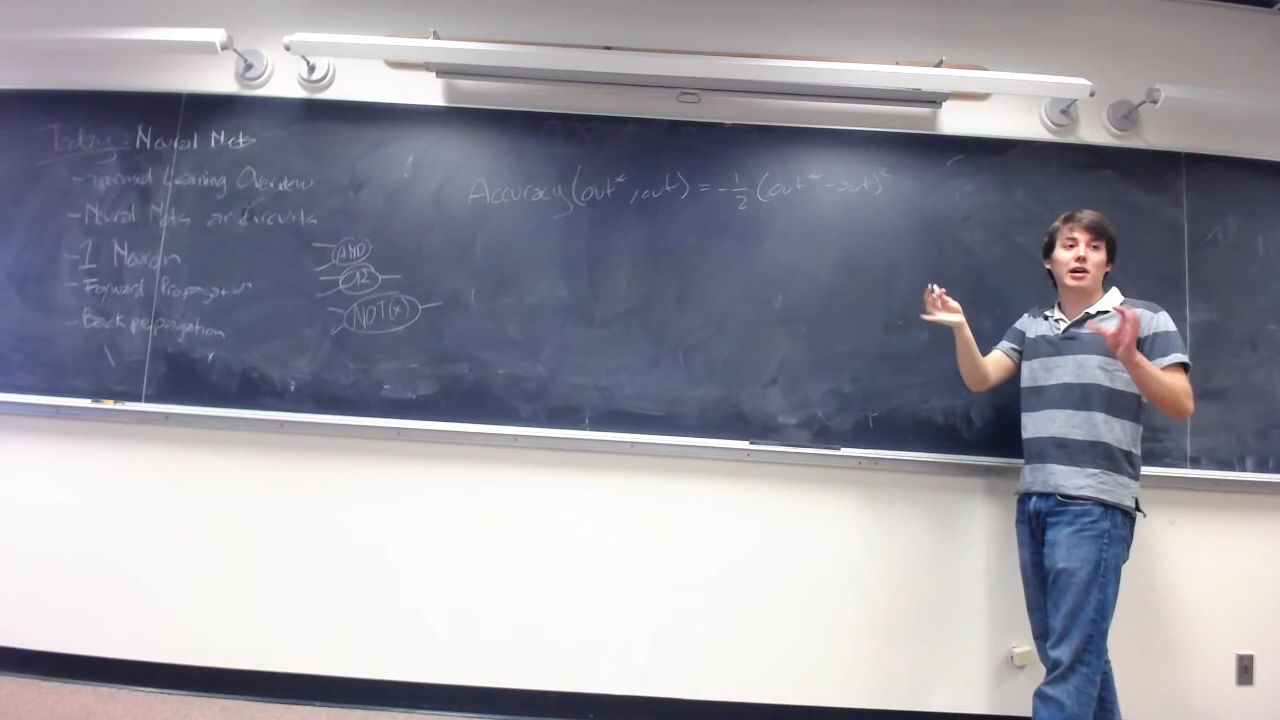 Today: Neural Nets
- Learning Overview
- Neural Nets as Circuits
- 1 Neuron
- Forward Propagation
- Back propagation
AND
OR
NOT(x)
Accuracy(out*, out) = -1/2 (out* - out)²